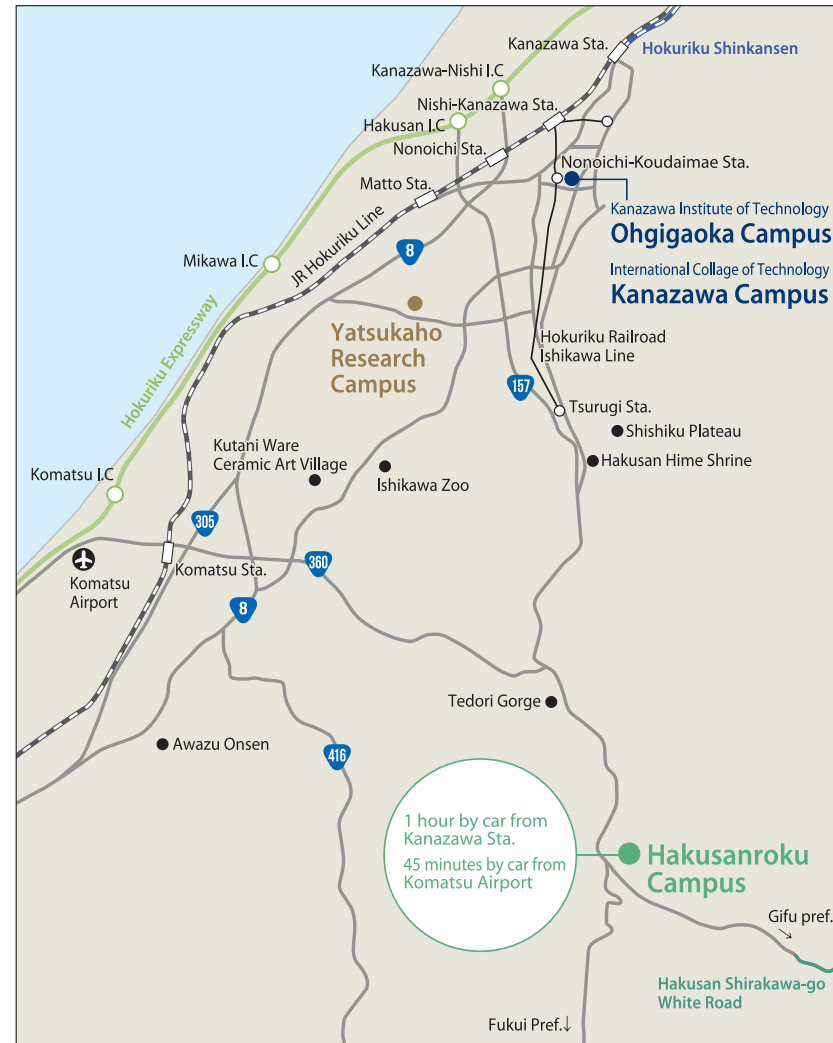 Kanazawa Sta.
Hokuriku Shinkansen
Kanazawa-Nishi I.C
Nishi-Kanazawa Sta.
Hakusan I.C
Nonoichi Sta.
Nonoichi-Koudaimae Sta.
Matto Sta.
Kanazawa Institute of Technology
Ohgigaoka Campus
International Collage of Technology
Kanazawa Campus
JR Hokuriku Line
8
Mikawa I.C
Hokuriku Expressway
Yatsukaho
Research
Campus
Hokuriku Railroad
Ishikawa Line
157
Tsurugi Sta.
Shishiku Plateau
Hakusan Hime Shrine
Kutani Ware
Ceramic Art Village
Ishikawa Zoo
Komatsu I.C
305
360
Komatsu Sta.
Komatsu
Airport
8
Tedori Gorge
Awazu Onsen
416
1 hour by car from
Kanazawa Sta.
45 minutes by car from
Komatsu Airport
Hakusanroku
Campus
Gifu pref.
↘
Hakusan Shirakawa-go
White Road
Fukui Pref.↓